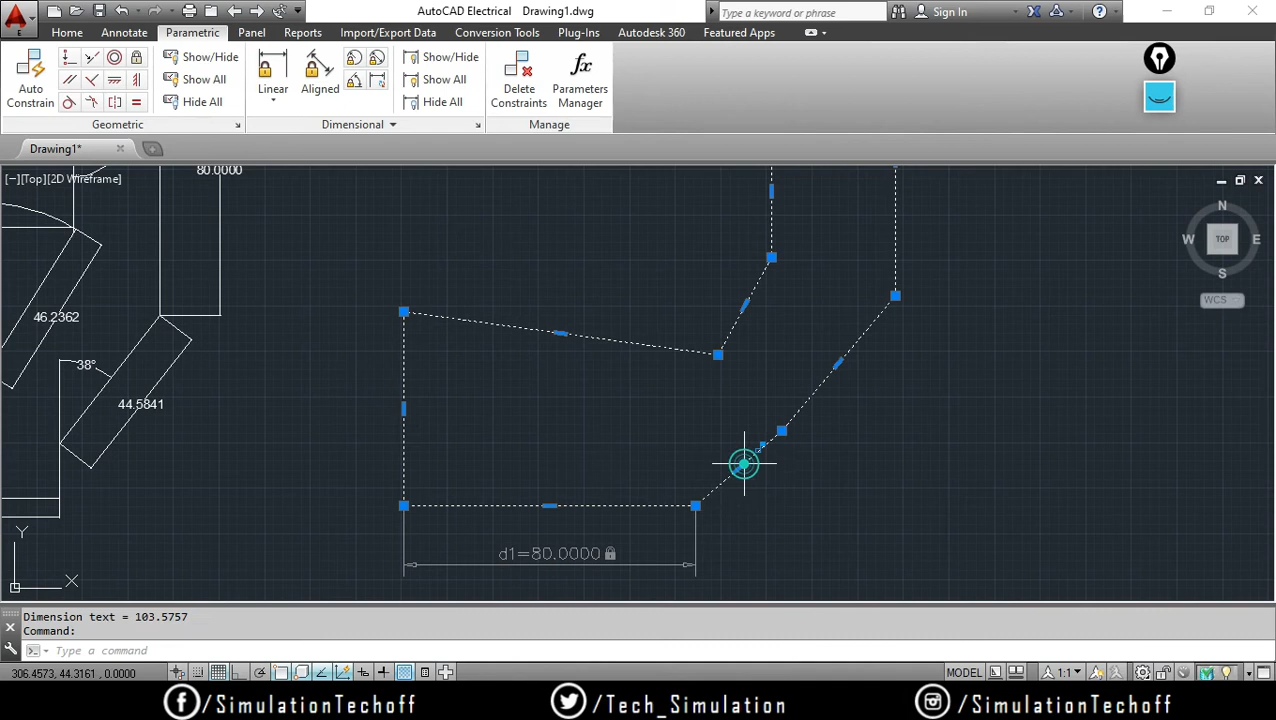 AutoCAD Electrical Drawing1.dwg
Type a keyword or phrase
Sign In
Home Annotate Parametric Panel Reports Import/Export Data Conversion Tools Plug-Ins Autodesk 360 Featured Apps
Auto Constrain
Show/Hide
Show All
Hide All
Geometric
Linear
Aligned
Show/Hide
Show All
Hide All
Dimensional
Delete Constraints
Parameters Manager
Manage
Drawing1*
[−][Top][2D Wireframe]
80.0000
46.2362
38°
44.5841
d1=80.0000
N
W TOP E
S
WCS
Y
X
Dimension text = 103.5757
Command:
Type a command
306.4573, 44.3161, 0.0000
MODEL
1:1
/SimulationTechoff
/Tech_Simulation
/SimulationTechoff